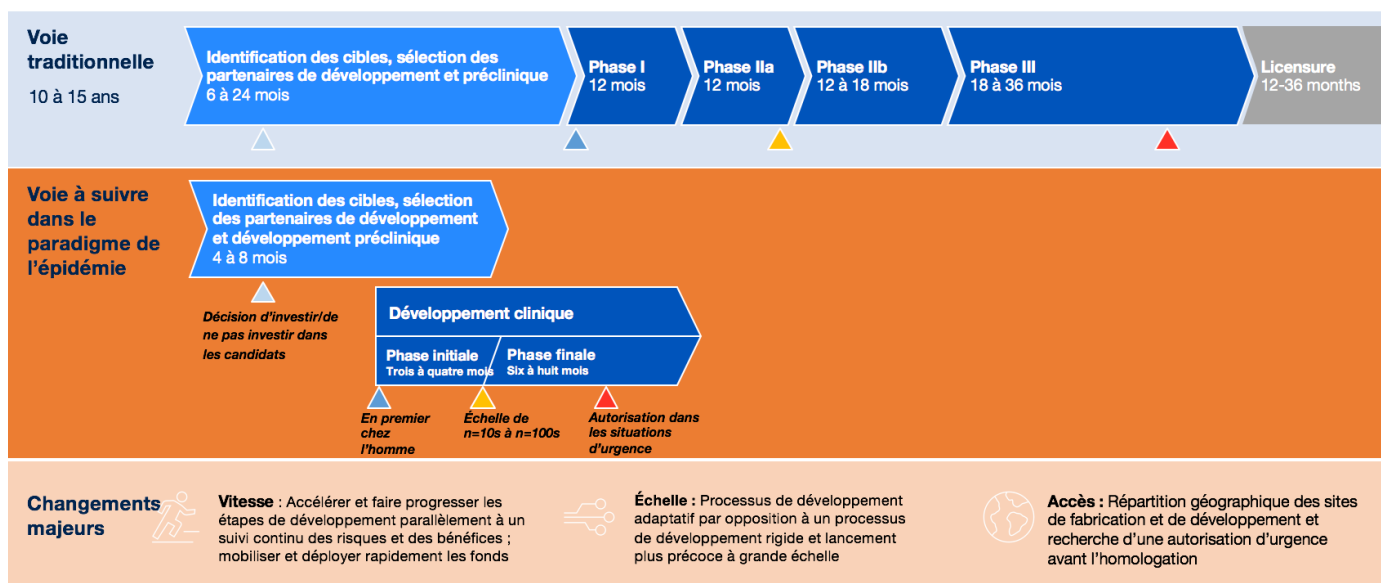 Voie
traditionnelle
10 à 15 ans
Identification des cibles, sélection des
partenaires de développement et préclinique
6 à 24 mois
Phase I
12 mois
Phase IIa
12 mois
Phase IIb
12 à 18 mois
Phase III
18 à 36 mois
Licensure
12-36 months
Voie à suivre
dans le
paradigme de
l’épidémie
Identification des cibles, sélection
des partenaires de développement
et développement préclinique
4 à 8 mois
Décision d’investir/de
ne pas investir dans
les candidats
Développement clinique
Phase initiale
Trois à quatre mois
Phase finale
Six à huit mois
En premier
chez
l’homme
Échelle de
n=10s à n=100s
Autorisation dans
les situations
d’urgence
Changements
majeurs
Vitesse : Accélérer et faire progresser les
étapes de développement parallèlement à un
suivi continu des risques et des bénéfices ;
mobiliser et déployer rapidement les fonds
Échelle : Processus de développement
adaptatif par opposition à un processus
de développement rigide et lancement
plus précoce à grande échelle
Accès : Répartition géographique des sites
de fabrication et de développement et
recherche d’une autorisation d’urgence
avant l’homologation